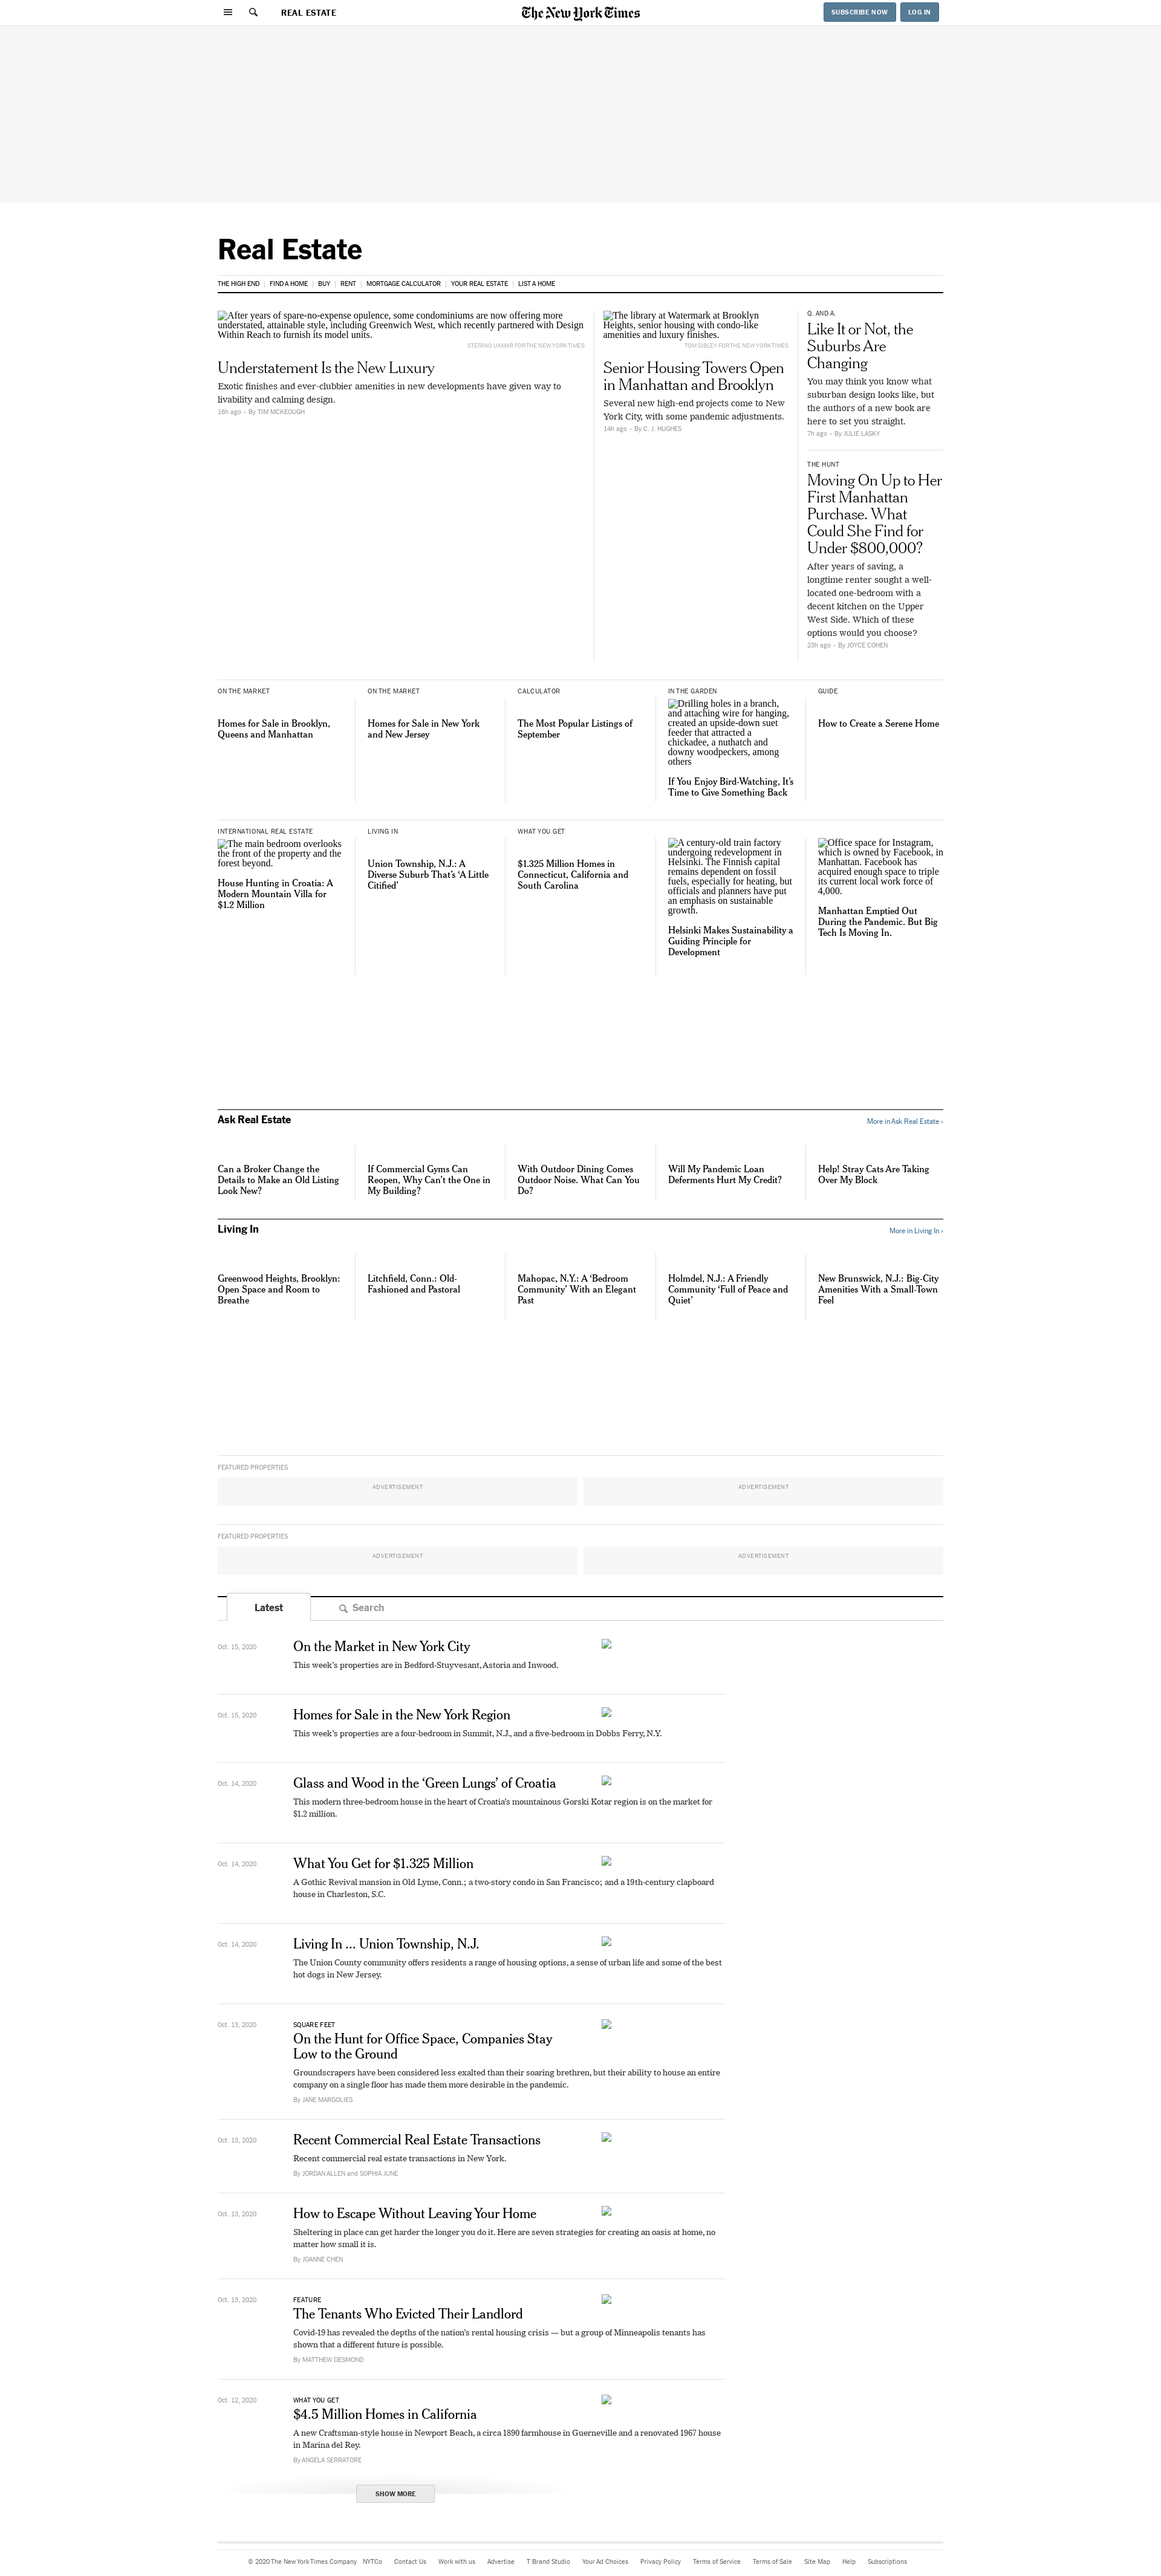 REAL ESTATE
The New York Times
SUBSCRIBE NOW
LOG IN
Real Estate
THE HIGH END | FIND A HOME | BUY | RENT | MORTGAGE CALCULATOR | YOUR REAL ESTATE | LIST A HOME
After years of spare-no-expense opulence, some condominiums are now offering more
understated, attainable style, including Greenwich West, which recently partnered with Design
Within Reach to furnish its model units.
STEFANO UKMAR FOR THE NEW YORK TIMES
Understatement Is the New Luxury
Exotic finishes and ever-clubbier amenities in new developments have given way to
livability and calming design.
16h ago • By TIM MCKEOUGH
The library at Watermark at Brooklyn
Heights, senior housing with condo-like
amenities and luxury finishes.
TOM SIBLEY FOR THE NEW YORK TIMES
Senior Housing Towers Open
in Manhattan and Brooklyn
Several new high-end projects come to New
York City, with some pandemic adjustments.
14h ago • By C. J. HUGHES
Q. AND A.
Like It or Not, the
Suburbs Are
Changing
You may think you know what
suburban design looks like, but
the authors of a new book are
here to set you straight.
7h ago • By JULIE LASKY
THE HUNT
Moving On Up to Her
First Manhattan
Purchase. What
Could She Find for
Under $800,000?
After years of saving, a
longtime renter sought a well-
located one-bedroom with a
decent kitchen on the Upper
West Side. Which of these
options would you choose?
23h ago • By JOYCE COHEN
ON THE MARKET
Homes for Sale in Brooklyn,
Queens and Manhattan
ON THE MARKET
Homes for Sale in New York
and New Jersey
CALCULATOR
The Most Popular Listings of
September
IN THE GARDEN
Drilling holes in a branch,
and attaching wire for hanging,
created an upside-down suet
feeder that attracted a
chickadee, a nuthatch and
downy woodpeckers, among
others
If You Enjoy Bird-Watching, It's
Time to Give Something Back
GUIDE
How to Create a Serene Home
INTERNATIONAL REAL ESTATE
The main bedroom overlooks
the front of the property and the
forest beyond.
House Hunting in Croatia: A
Modern Mountain Villa for
$1.2 Million
LIVING IN
Union Township, N.J.: A
Diverse Suburb That's ‘A Little
Citified’
WHAT YOU GET
$1.325 Million Homes in
Connecticut, California and
South Carolina
A century-old train factory
undergoing redevelopment in
Helsinki. The Finnish capital
remains dependent on fossil
fuels, especially for heating, but
officials and planners have put
an emphasis on sustainable
growth.
Helsinki Makes Sustainability a
Guiding Principle for
Development
Office space for Instagram,
which is owned by Facebook, in
Manhattan. Facebook has
acquired enough space to triple
its current local work force of
4,000.
Manhattan Emptied Out
During the Pandemic. But Big
Tech Is Moving In.
Ask Real Estate
More in Ask Real Estate ›
Can a Broker Change the
Details to Make an Old Listing
Look New?
If Commercial Gyms Can
Reopen, Why Can't the one in
My Building?
With Outdoor Dining Comes
Outdoor Noise. What Can You
Do?
Will My Pandemic Loan
Deferments Hurt My Credit?
Help! Stray Cats Are Taking
Over My Block
Living In
More in Living In ›
Greenwood Heights, Brooklyn:
Open Space and Room to
Breathe
Litchfield, Conn.: Old-
Fashioned and Pastoral
Mahopac, N.Y.: A ‘Bedroom
Community’ With an Elegant
Past
Holmdel, N.J.: A Friendly
Community ‘Full of Peace and
Quiet’
New Brunswick, N.J.: Big-City
Amenities With a Small-Town
Feel
FEATURED PROPERTIES
ADVERTISEMENT
ADVERTISEMENT
FEATURED PROPERTIES
ADVERTISEMENT
ADVERTISEMENT
Latest
Search
Oct. 15, 2020
On the Market in New York City
This week's properties are in Bedford-Stuyvesant, Astoria and Inwood.
Oct. 15, 2020
Homes for Sale in the New York Region
This week's properties are a four-bedroom in Summit, N.J., and a five-bedroom in Dobbs Ferry, N.Y.
Oct. 14, 2020
Glass and Wood in the ‘Green Lungs’ of Croatia
This modern three-bedroom house in the heart of Croatia's mountainous Gorski Kotar region is on the market for
$1.2 million.
Oct. 14, 2020
What You Get for $1.325 Million
A Gothic Revival mansion in Old Lyme, Conn.; a two-story condo in San Francisco; and a 19th-century clapboard
house in Charleston, S.C.
Oct. 14, 2020
Living In ... Union Township, N.J.
The Union County community offers residents a range of housing options, a sense of urban life and some of the best
hot dogs in New Jersey.
Oct. 13, 2020
SQUARE FEET
On the Hunt for Office Space, Companies Stay
Low to the Ground
Groundscrapers have been considered less exalted than their soaring brethren, but their ability to house an entire
company on a single floor has made them more desirable in the pandemic.
By JANE MARGOLIES
Oct. 13, 2020
Recent Commercial Real Estate Transactions
Recent commercial real estate transactions in New York.
By JORDAN ALLEN and SOPHIA JUNE
Oct. 13, 2020
How to Escape Without Leaving Your Home
Sheltering in place can get harder the longer you do it. Here are seven strategies for creating an oasis at home, no
matter how small it is.
By JOANNE CHEN
Oct. 13, 2020
FEATURE
The Tenants Who Evicted Their Landlord
Covid-19 has revealed the depths of the nation's rental housing crisis — but a group of Minneapolis tenants has
shown that a different future is possible.
By MATTHEW DESMOND
Oct. 12, 2020
WHAT YOU GET
$4.5 Million Homes in California
A new Craftsman-style house in Newport Beach, a circa 1890 farmhouse in Guerneville and a renovated 1967 house
in Marina del Rey.
By ANGELA SERRATORE
SHOW MORE
© 2020 The New York Times Company NYTCo Contact Us Work with us Advertise T Brand Studio Your Ad Choices Privacy Policy Terms of Service Terms of Sale Site Map Help Subscriptions